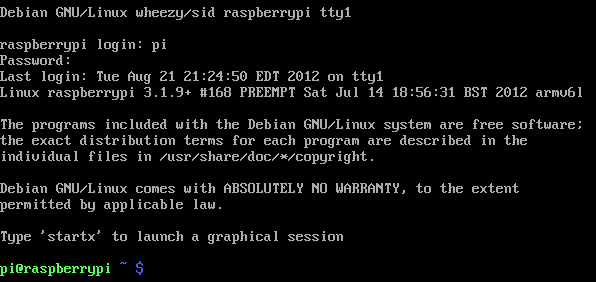 Debian GNU/Linux wheezy/sid raspberrypi tty1
raspberrypi login: pi
Password:
Last login: Tue Aug 21 21:24:50 EDT 2012 on tty1
Linux raspberrypi 3.1.9+ #168 PREEMPT Sat Jul 14 18:56:31 BST 2012 armv6l
The programs included with the Debian GNU/Linux system are free software;
the exact distribution terms for each program are described in the
individual files in /usr/share/doc/*/copyright.
Debian GNU/Linux comes with ABSOLUTELY NO WARRANTY, to the extent
permitted by applicable law.
Type 'startx' to launch a graphical session
pi@raspberrypi ~ $